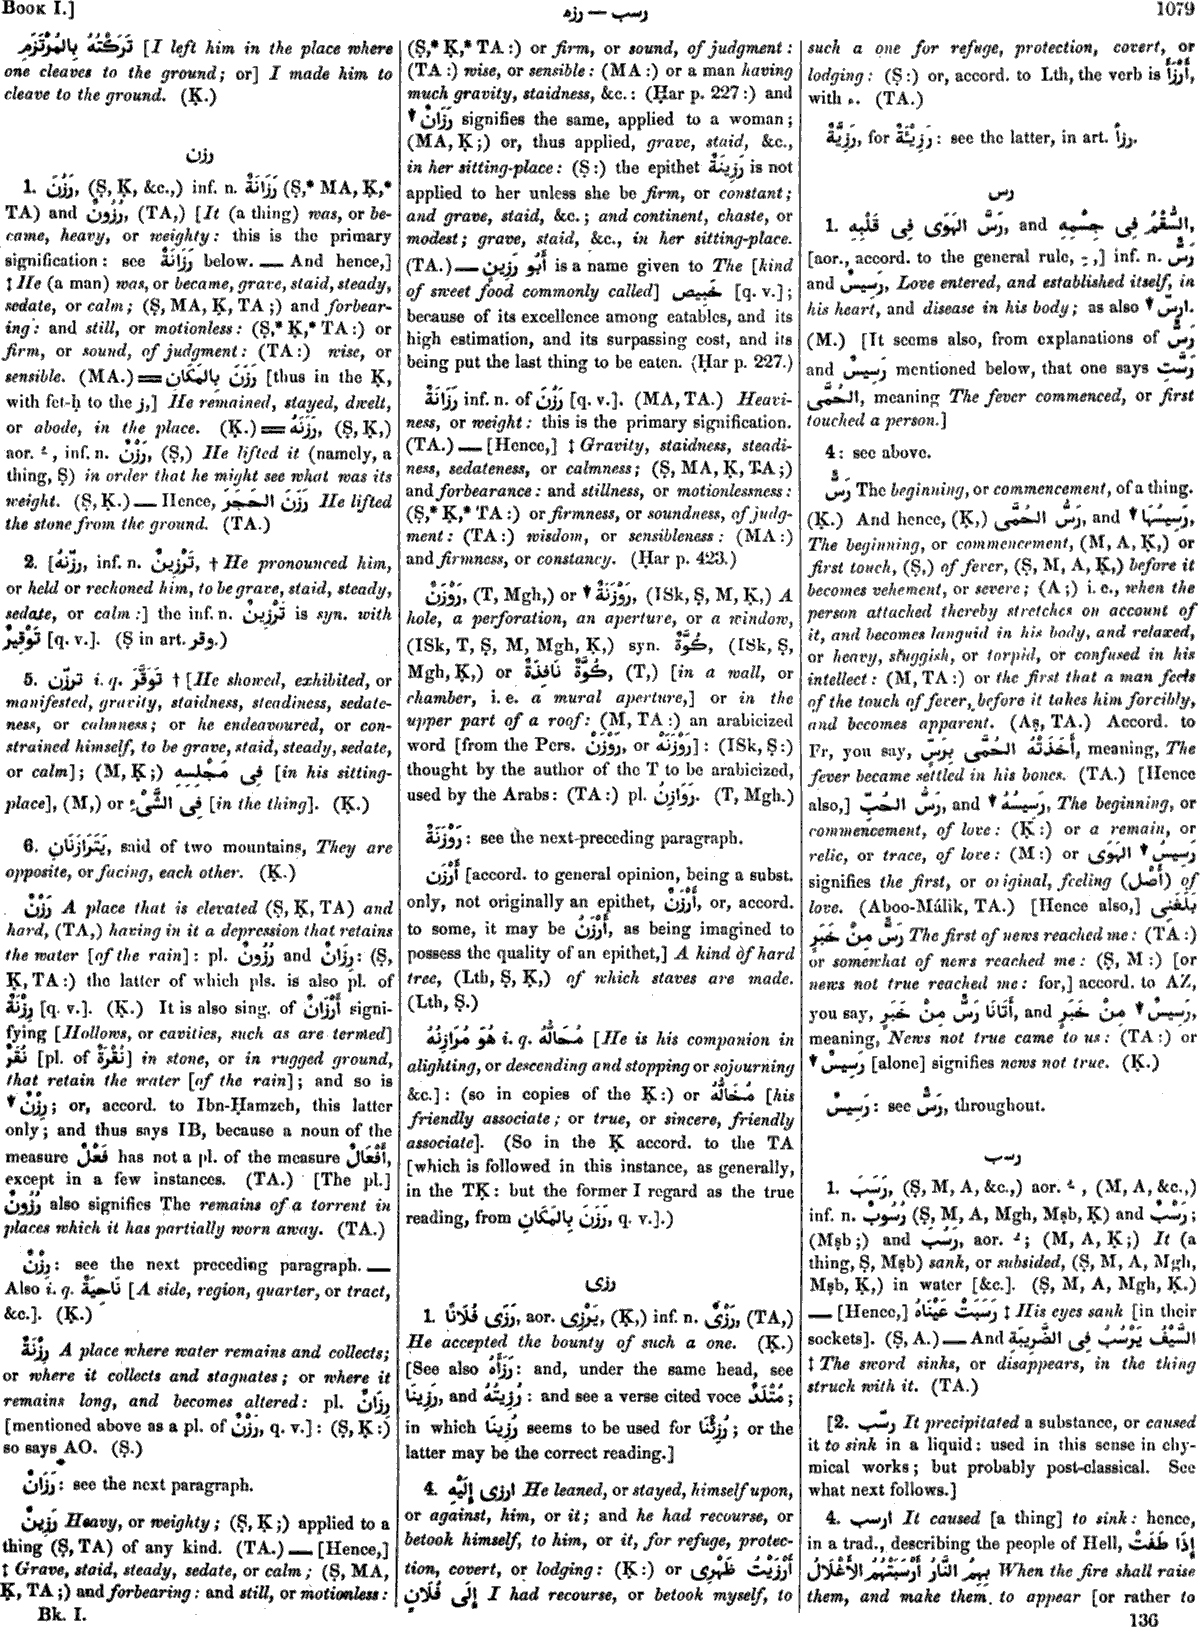 BOOK I.]
رزم — رسب
1079
تَرَكْتُهُ بِالمُرْتَزَمِ [I left him in the place where
one cleaves to the ground; or] I made him to
cleave to the ground. (Ḳ.)
رزن
1. رَزُنَ, (Ṣ, Ḳ, &c.,) inf. n. رَزَانَةٌ (Ṣ,* MA, Ḳ,*
TA) and رُزُونٌ, (TA,) [It (a thing) was, or be-
came, heavy, or weighty: this is the primary
signification: see رَزَانَةٌ below. — And hence,]
‡ He (a man) was, or became, grave, staid, steady,
sedate, or calm; (Ṣ, MA, Ḳ, TA;) and forbear-
ing: and still, or motionless: (Ṣ,* Ḳ,* TA:) or
firm, or sound, of judgment: (TA:) wise, or
sensible. (MA.) = رَزَنَ بِالمَكَانِ [thus in the Ḳ,
with fet-ḥ to the ز,] He remained, stayed, dwelt,
or abode, in the place. (Ḳ.) = رَزَنَهُ, (Ṣ, Ḳ,)
aor. ـُ, inf. n. رَزْنٌ, (Ṣ,) He lifted it (namely, a
thing, Ṣ) in order that he might see what was its
weight. (Ṣ, Ḳ.) — Hence, رَزَنَ الحَجَرَ He lifted
the stone from the ground. (TA.)
2. [رزّنهُ, inf. n. تَرْزِينٌ, † He pronounced him,
or held or reckoned him, to be grave, staid, steady,
sedate, or calm:] the inf. n. تَرْزِينٌ is syn. with
تَوْقِيرٌ [q. v.]. (Ṣ in art. وقر.)
5. ترزّن i. q. تَوَقَّرَ † [He showed, exhibited, or
manifested, gravity, staidness, steadiness, sedate-
ness, or calmness; or he endeavoured, or con-
strained himself, to be grave, staid, steady, sedate,
or calm]; (M, Ḳ;) فِى مَجْلِسِهِ [in his sitting-
place], (M,) or فِى الشَّىْءِ [in the thing]. (Ḳ.)
6. يَتَرَازَنَانِ, said of two mountains, They are
opposite, or facing, each other. (Ḳ.)
رَزْنٌ A place that is elevated (Ṣ, Ḳ, TA) and
hard, (TA,) having in it a depression that retains
the water [of the rain]: pl. رُزُونٌ and رِزَانٌ: (Ṣ,
Ḳ, TA:) the latter of which pls. is also pl. of
رِزْنَةٌ [q. v.]. (Ḳ.) It is also sing. of أَرْزَانٌ signi-
fying [Hollows, or cavities, such as are termed]
نُقَرٌ [pl. of نُقْرَةٌ] in stone, or in rugged ground,
that retain the water [of the rain]; and so is
▼ رِزْنٌ; or, accord. to Ibn-Ḥamzeh, this latter
only; and thus says IB, because a noun of the
measure فَعْلٌ has not a pl. of the measure أَفْعَالٌ,
except in a few instances. (TA.) [The pl.]
رُزُونٌ also signifies The remains of a torrent in
places which it has partially worn away. (TA.)
رِزْنٌ: see the next preceding paragraph. —
Also i. q. نَاحِيَةٌ [A side, region, quarter, or tract,
&c.]. (Ḳ.)
رِزْنَةٌ A place where water remains and collects;
or where it collects and stagnates; or where it
remains long, and becomes altered: pl. رِزَانٌ
[mentioned above as a pl. of رَزْنٌ, q. v.]: (Ṣ, Ḳ:)
so says AO. (Ṣ.)
رَزَانٌ: see the next paragraph.
رَزِينٌ Heavy, or weighty; (Ṣ, Ḳ;) applied to a
thing (Ṣ, TA) of any kind. (TA.) — [Hence,]
‡ Grave, staid, steady, sedate, or calm; (Ṣ, MA,
Ḳ, TA;) and forbearing: and still, or motionless:
Bk. I.
(Ṣ,* Ḳ,* TA:) or firm, or sound, of judgment:
(TA:) wise, or sensible: (MA:) or a man having
much gravity, staidness, &c.: (Ḥar p. 227:) and
▼ رَزَانٌ signifies the same, applied to a woman;
(MA, Ḳ;) or, thus applied, grave, staid, &c.,
in her sitting-place: (Ṣ:) the epithet رَزِينَةٌ is not
applied to her unless she be firm, or constant;
and grave, staid, &c.; and continent, chaste, or
modest; grave, staid, &c., in her sitting-place.
(TA.) — أَبُو رَزِينٍ is a name given to The [kind
of sweet food commonly called] خَبِيص [q. v.];
because of its excellence among eatables, and its
high estimation, and its surpassing cost, and its
being put the last thing to be eaten. (Ḥar p. 227.)
رَزَانَةٌ inf. n. of رَزُنَ [q. v.]. (MA, TA.) Heavi-
ness, or weight: this is the primary signification.
(TA.) — [Hence,] ‡ Gravity, staidness, steadi-
ness, sedateness, or calmness; (Ṣ, MA, Ḳ, TA;)
and forbearance: and stillness, or motionlessness:
(Ṣ,* Ḳ,* TA:) or firmness, or soundness, of judg-
ment: (TA:) wisdom, or sensibleness: (MA:)
and firmness, or constancy. (Ḥar p. 423.)
رَوْزَنٌ, (T, Mgh,) or ▼ رَوْزَنَةٌ, (ISk, Ṣ, M, Ḳ,) A
hole, a perforation, an aperture, or a window,
(ISk, T, Ṣ, M, Mgh, Ḳ,) syn. كُوَّةٌ, (ISk, Ṣ,
Mgh, Ḳ,) or كُوَّةٌ نَافِذَةٌ, (T,) [in a wall, or
chamber, i. e. a mural aperture,] or in the
upper part of a roof: (M, TA:) an arabicized
word [from the Pers. رَوْزَنْ, or رَوْزَنَهْ]: (ISk, Ṣ:)
thought by the author of the T to be arabicized,
used by the Arabs: (TA:) pl. رَوَازِنُ. (T, Mgh.)
رَوْزَنَةٌ: see the next-preceding paragraph.
أَرْزَن [accord. to general opinion, being a subst.
only, not originally an epithet, أَرْزَنٌ, or, accord.
to some, it may be أَرْزَنُ, as being imagined to
possess the quality of an epithet,] A kind of hard
tree, (Lth, Ṣ, Ḳ,) of which staves are made.
(Lth, Ṣ.)
هُوَ مُرَازِنُهُ i. q. مُحَالُّهُ [He is his companion in
alighting, or descending and stopping or sojourning
&c.]: (so in copies of the Ḳ:) or مُخَالُّهُ [his
friendly associate; or true, or sincere, friendly
associate]. (So in the Ḳ accord. to the TA
[which is followed in this instance, as generally,
in the TḲ: but the former I regard as the true
reading, from رَزَنَ بِالمَكَانِ, q. v.].)
رزى
1. رَزَى فُلَانًا, aor. يَرْزِى, (Ḳ,) inf. n. رَزْىٌ, (TA,)
He accepted the bounty of such a one. (Ḳ.)
[See also رَزَأَهُ: and, under the same head, see
رَزِينَا, and رُزِيتُهُ: and see a verse cited voce مُتْلَدٌ;
in which رُزِينَا seems to be used for رُزِئْنَا; or the
latter may be the correct reading.]
4. ارزى إِلَيْهِ He leaned, or stayed, himself upon,
or against, him, or it; and he had recourse, or
betook himself, to him, or it, for refuge, protec-
tion, covert, or lodging: (Ḳ:) or أَرْزَيْتُ ظَهْرِى
إِلَى فُلَانٍ I had recourse, or betook myself, to
such a one for refuge, protection, covert, or
lodging: (Ṣ:) or, accord. to Lth, the verb is أَرْزَأَ,
with ء. (TA.)
رَزِيَّةٌ, for رَزِيْئَةٌ: see the latter, in art. رزأ.
رس
1. رَسَّ الهَوَى فِى قَلْبِهِ, and السُّقْمُ فِى جِسْمِهِ,
[aor., accord. to the general rule, ـِ,] inf. n. رَسٌّ
and رَسِيسٌ, Love entered, and established itself, in
his heart, and disease in his body; as also ▼ ارسّ.
(M.) [It seems also, from explanations of رَسٌّ
and رَسِيسٌ mentioned below, that one says رَسَّتِ
الحُمَّى, meaning The fever commenced, or first
touched a person.]
4: see above.
رَسٌّ The beginning, or commencement, of a thing.
(Ḳ.) And hence, (Ḳ,) رَسُّ الحُمَّى, and ▼ رَسِيسُهَا,
The beginning, or commencement, (M, A, Ḳ,) or
first touch, (Ṣ,) of fever, (Ṣ, M, A, Ḳ,) before it
becomes vehement, or severe; (A;) i. e., when the
person attached thereby stretches on account of
it, and becomes languid in his body, and relaxed,
or heavy, sluggish, or torpid, or confused in his
intellect: (M, TA:) or the first that a man feels
of the touch of fever, before it takes him forcibly,
and becomes apparent. (Aṣ, TA.) Accord. to
Fr, you say, أَخَذَتْهُ الحُمَّى بِرَسٍّ, meaning, The
fever became settled in his bones. (TA.) [Hence
also,] رَسُّ الحُبِّ, and ▼ رَسِيسُهُ, The beginning, or
commencement, of love: (Ḳ:) or a remain, or
relic, or trace, of love: (M:) or رَسِيسُ ▼ الهَوَى
signifies the first, or original, feeling (أَصْل) of
love. (Aboo-Málik, TA.) [Hence also,] بَلَغَنِى
رَسٌّ مِنْ خَبَرٍ The first of news reached me: (TA:)
or somewhat of news reached me: (Ṣ, M:) [or
news not true reached me: for,] accord. to AZ,
you say, أَتَانَا رَسٌّ مِنْ خَبَرٍ, and رَسِيسٌ ▼ مِنْ خَبَرٍ,
meaning, News not true came to us: (TA:) or
▼ رَسِيسٌ [alone] signifies news not true. (Ḳ.)
رَسِيسٌ: see رَسٌّ, throughout.
رسب
1. رَسَبَ, (Ṣ, M, A, &c.,) aor. ـُ, (M, A, &c.,)
inf. n. رُسُوبٌ (Ṣ, M, A, Mgh, Mṣb, Ḳ) and رَسْبٌ;
(Mṣb;) and رَسُبَ, aor. ـُ; (M, A, Ḳ;) It (a
thing, Ṣ, Mṣb) sank, or subsided, (Ṣ, M, A, Mgh,
Mṣb, Ḳ,) in water [&c.]. (Ṣ, M, A, Mgh, Ḳ.)
— [Hence,] رَسَبَتْ عَيْنَاهُ ‡ His eyes sank [in their
sockets]. (Ṣ, A.) — And السَّيْفُ يَرْسُبُ فِى الضَّرِيبَةِ
‡ The sword sinks, or disappears, in the thing
struck with it. (TA.)
[2. رسّب It precipitated a substance, or caused
it to sink in a liquid: used in this sense in chy-
mical works; but probably post-classical. See
what next follows.]
4. ارسب It caused [a thing] to sink: hence,
in a trad., describing the people of Hell, إِذَا طَفَتْ
بِهِمُ النَّارُ أَرْسَبَتْهُمُ الأَغْلَالُ When the fire shall raise
them, and make them to appear [or rather to
136